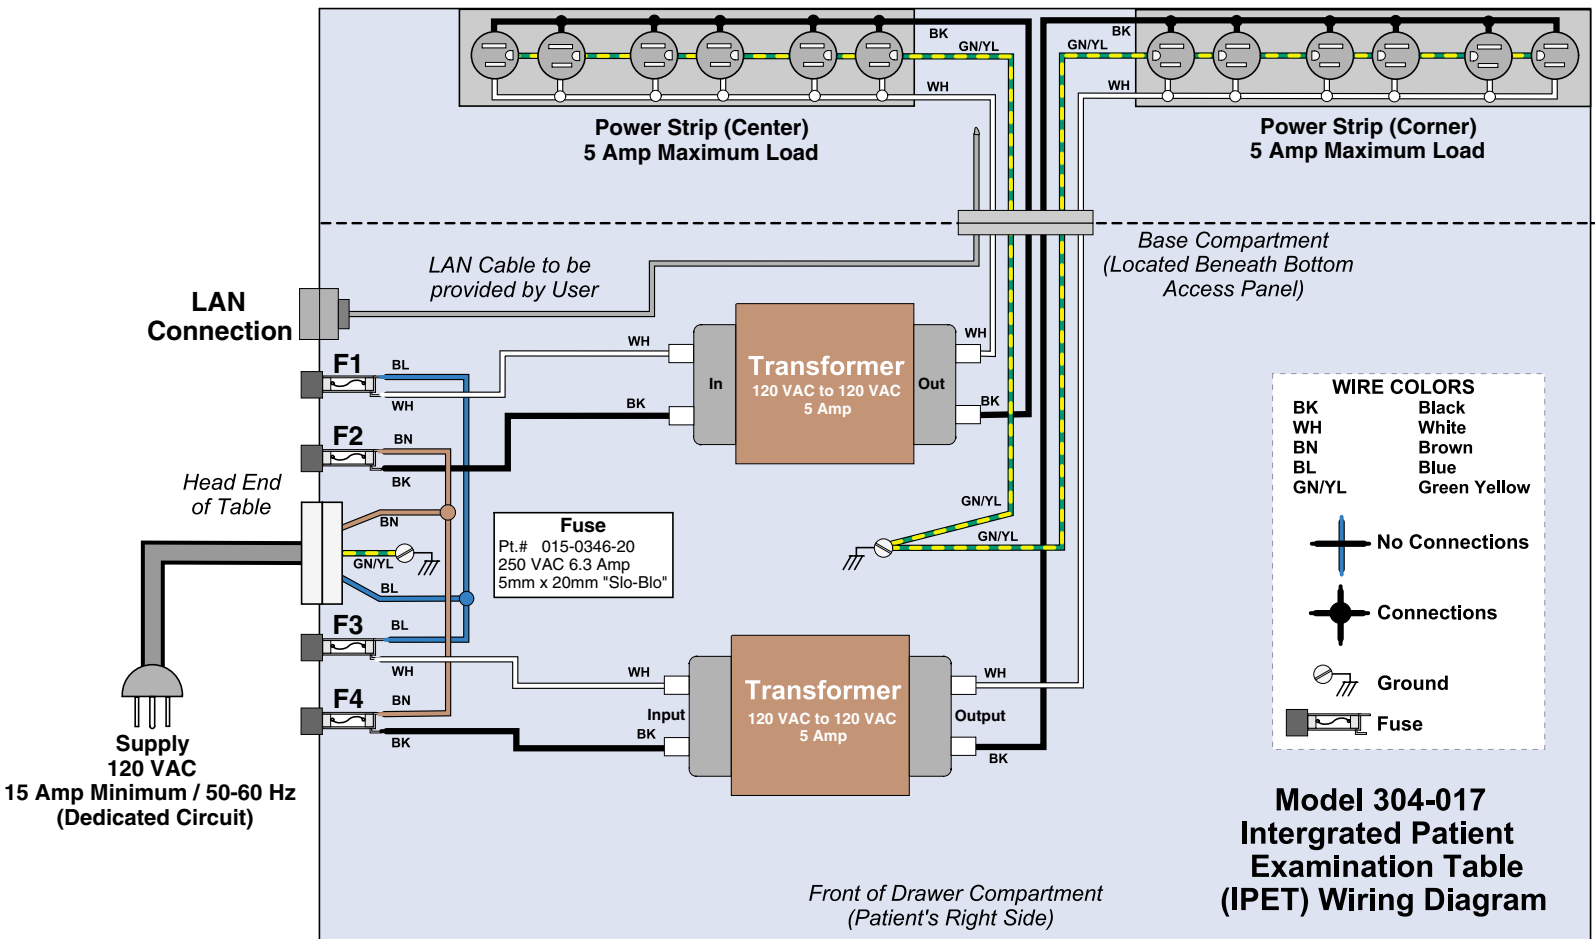 BK
GN/YL
WH
GN/YL
BK
WH
Power Strip (Center)
5 Amp Maximum Load
Power Strip (Corner)
5 Amp Maximum Load
Base Compartment
(Located Beneath Bottom
Access Panel)
LAN Cable to be
provided by User
LAN
Connection
F1
BL
WH
WH
BK
In
Transformer
120 VAC to 120 VAC
5 Amp
Out
WH
BK
F2
BN
BK
Head End
of Table
BN
GN/YL
BL
Fuse
Pt.# 015-0346-20
250 VAC 6.3 Amp
5mm x 20mm "Slo-Blo"
GN/YL
GN/YL
F3
BL
WH
F4
BN
BK
WH
Input
BK
Transformer
120 VAC to 120 VAC
5 Amp
WH
Output
BK
Supply
120 VAC
15 Amp Minimum / 50-60 Hz
(Dedicated Circuit)
WIRE COLORS
BK Black
WH White
BN Brown
BL Blue
GN/YL Green Yellow
No Connections
Connections
Ground
Fuse
Model 304-017
Intergrated Patient
Examination Table
(IPET) Wiring Diagram
Front of Drawer Compartment
(Patient's Right Side)